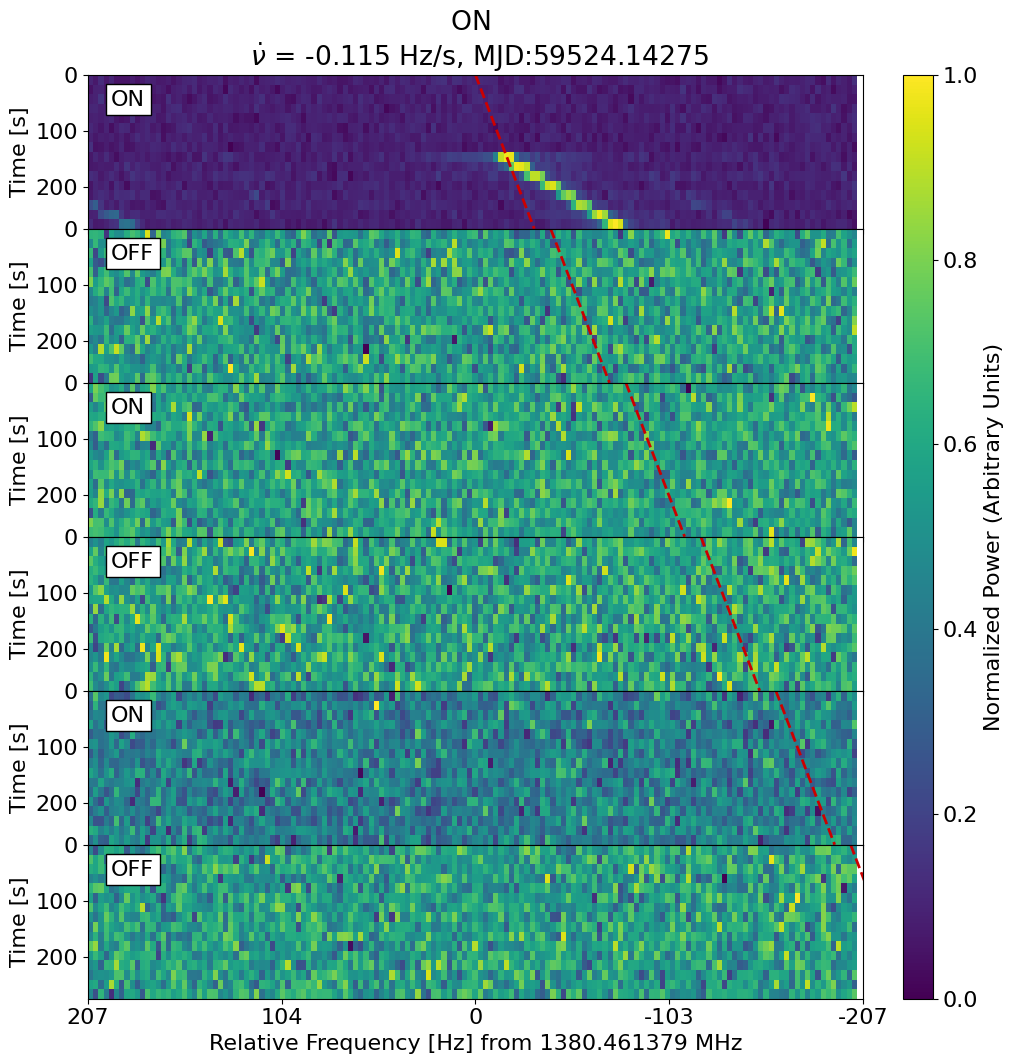 ON
ν̇ = -0.115 Hz/s, MJD:59524.14275
0
100
200
Time [s]
ON
0
100
200
Time [s]
OFF
0
100
200
Time [s]
ON
0
100
200
Time [s]
OFF
0
100
200
Time [s]
ON
0
100
200
Time [s]
OFF
207 104 0 -103 -207
Relative Frequency [Hz] from 1380.461379 MHz
1.0
0.8
0.6
0.4
0.2
0.0
Normalized Power (Arbitrary Units)